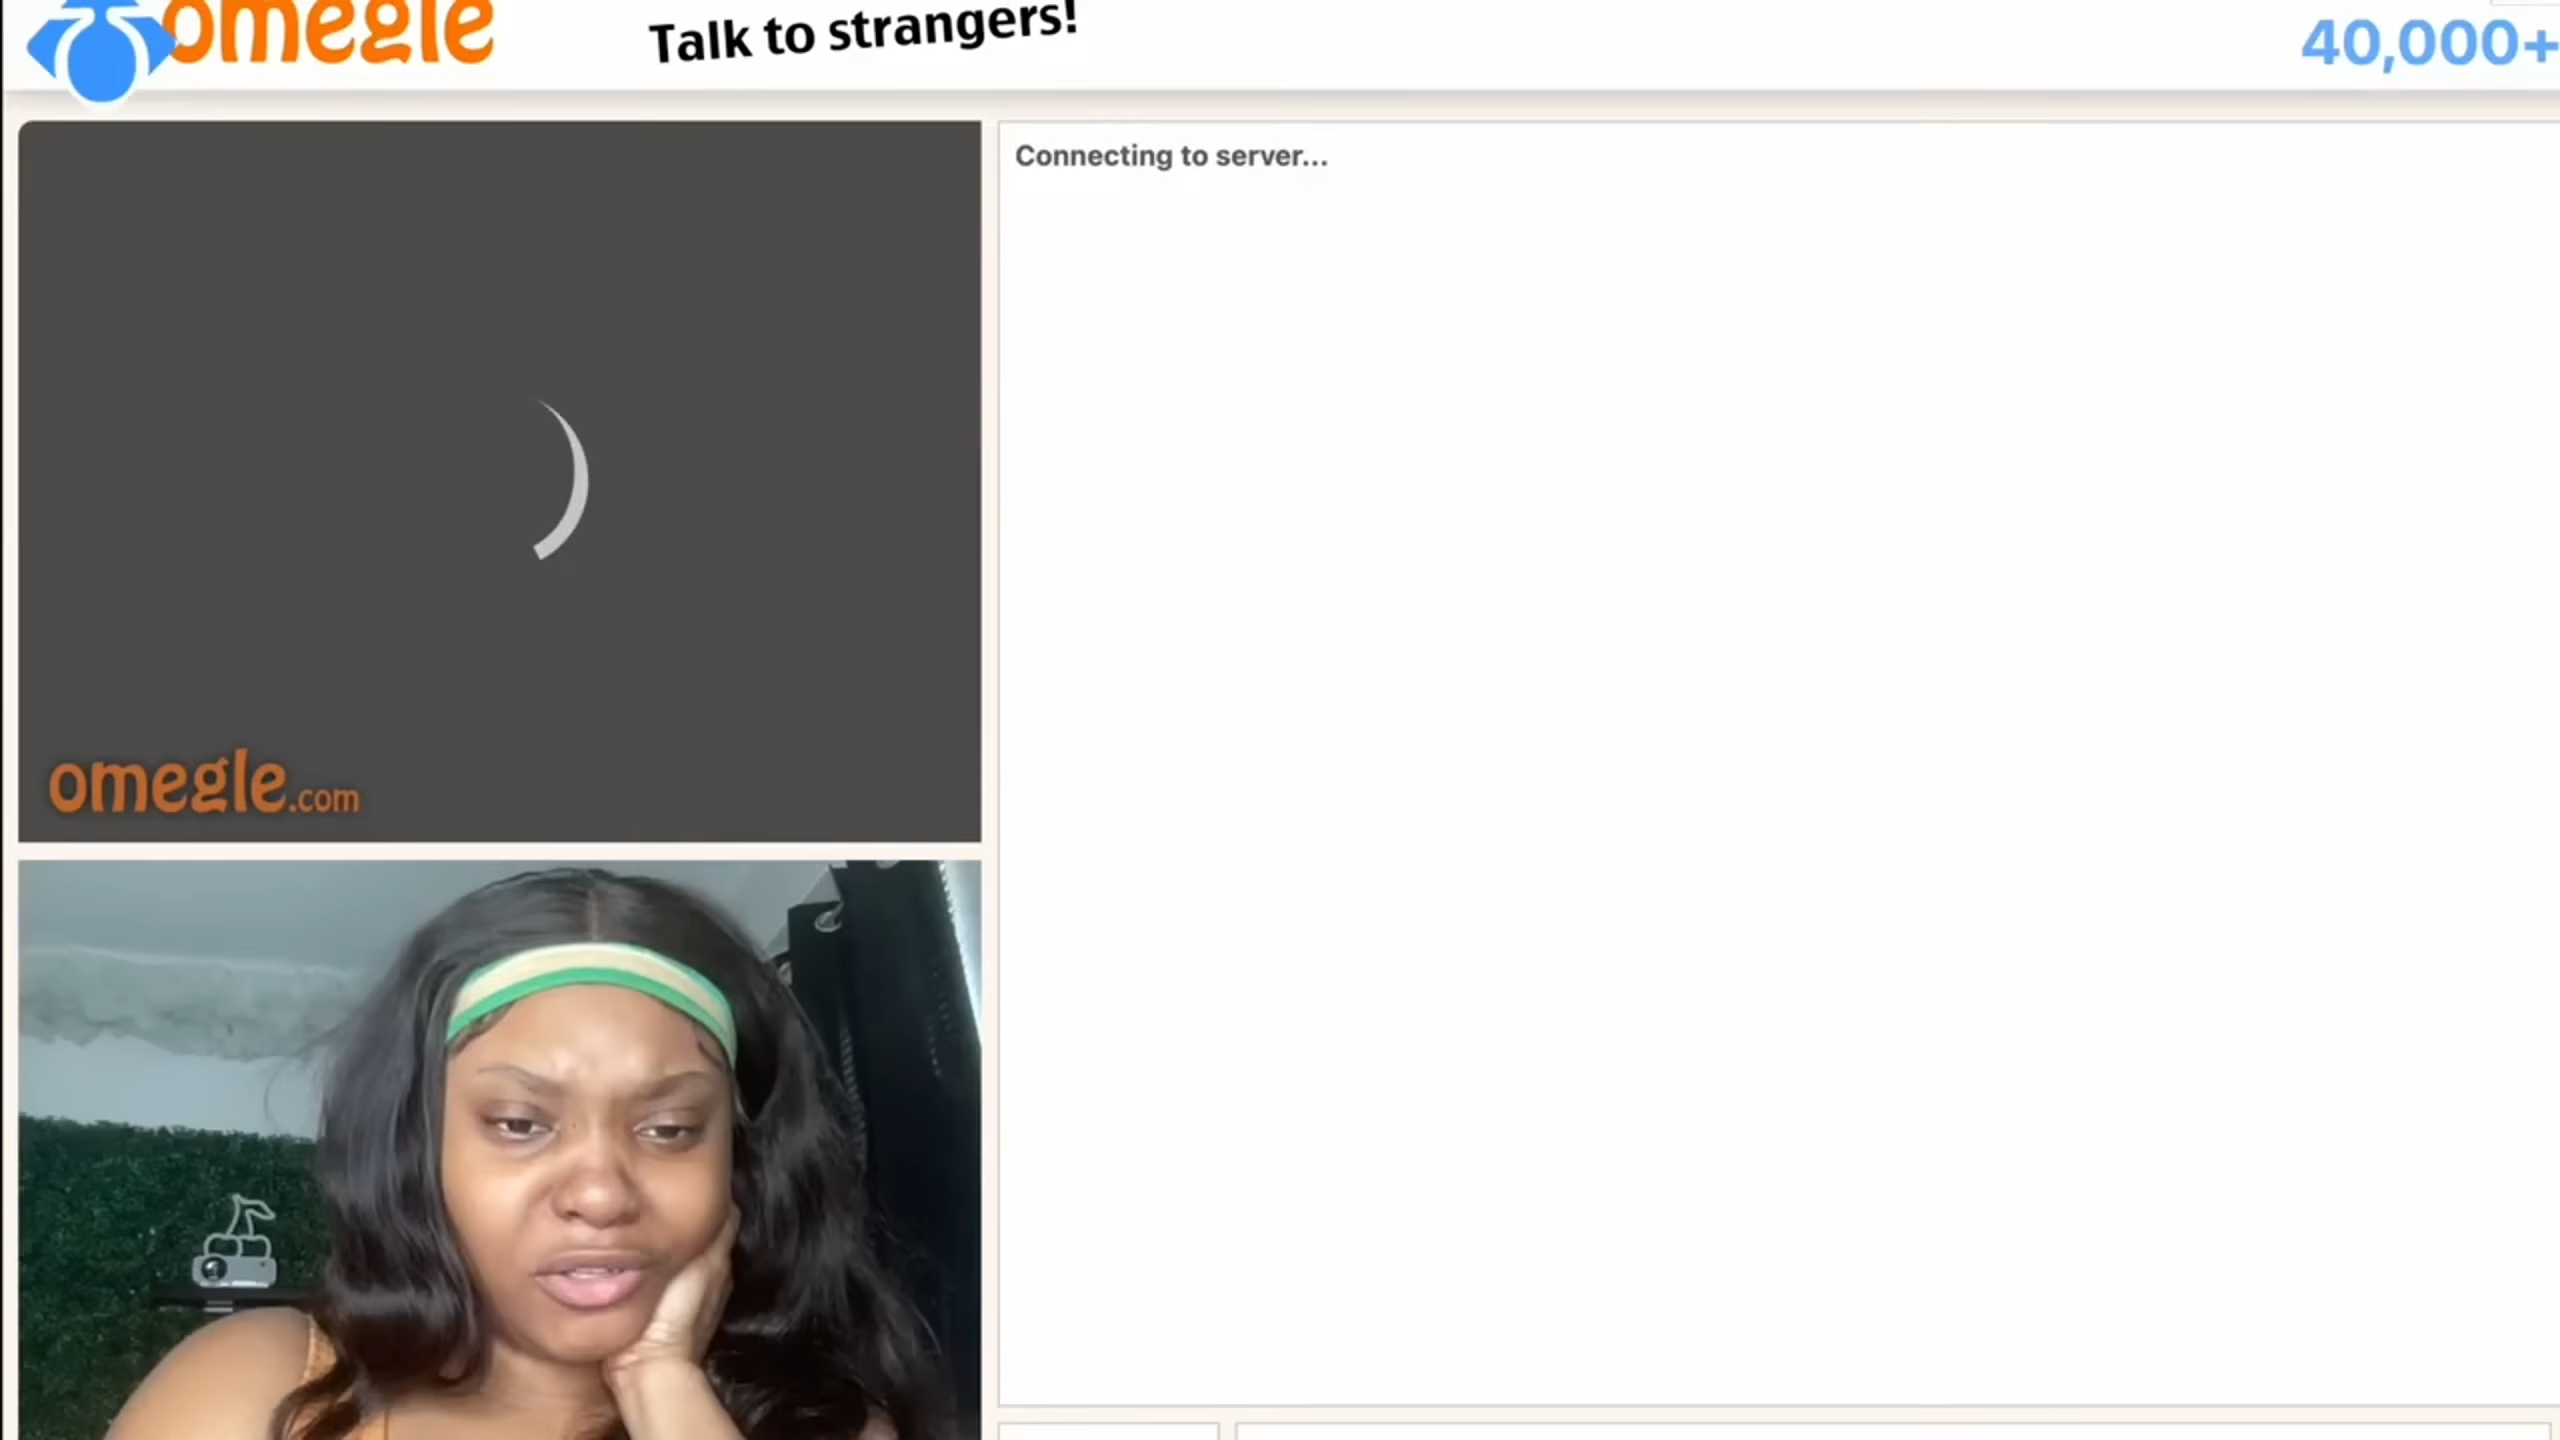 omegle
Talk to strangers!
40,000+
Connecting to server...
omegle.com